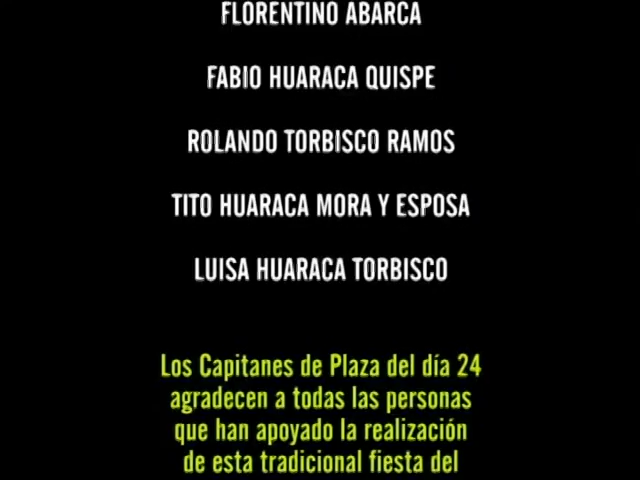 FLORENTINO ABARCA
FABIO HUARACA QUISPE
ROLANDO TORBISCO RAMOS
TITO HUARACA MORA Y ESPOSA
LUISA HUARACA TORBISCO
Los Capitanes de Plaza del día 24
agradecen a todas las personas
que han apoyado la realización
de esta tradicional fiesta del